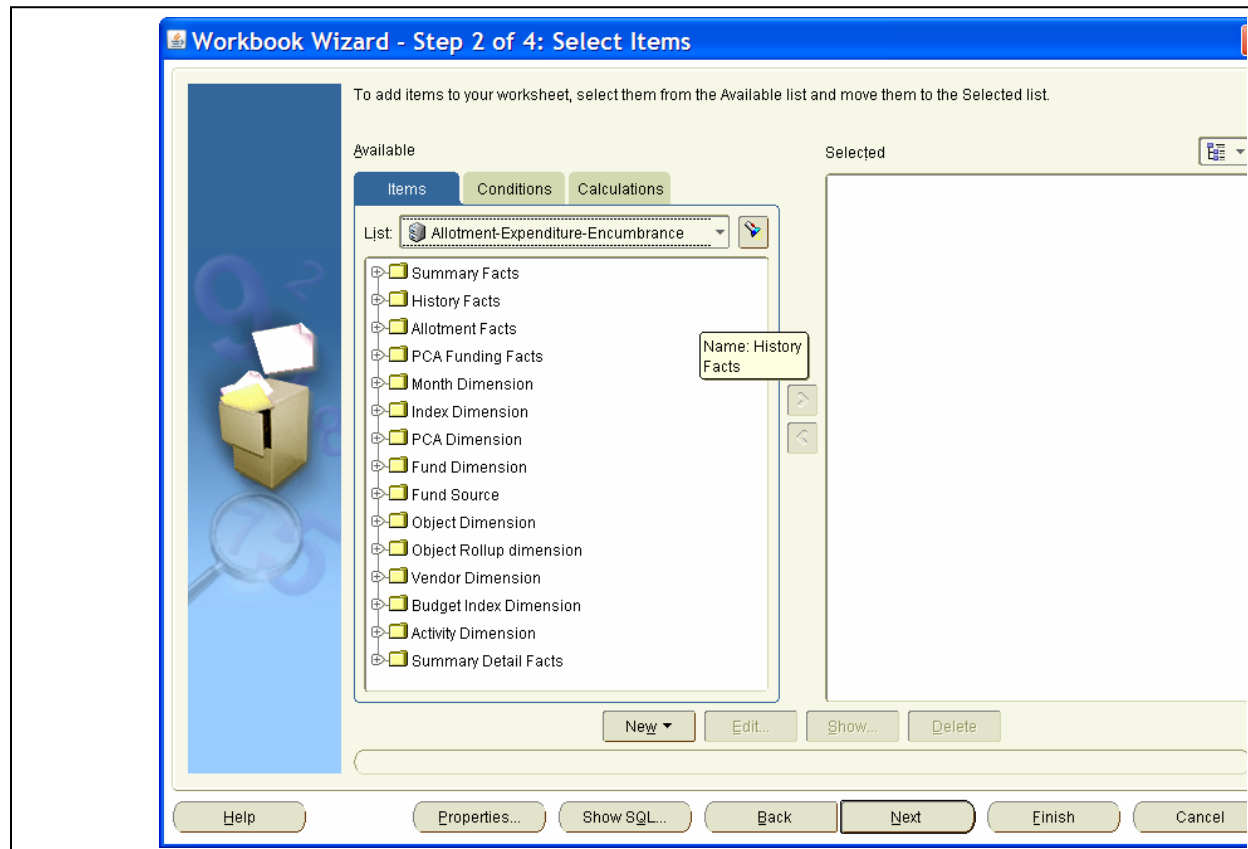 Workbook Wizard - Step 2 of 4: Select Items
To add items to your worksheet, select them from the Available list and move them to the Selected list.
Available
Selected
Items Conditions Calculations
List: Allotment-Expenditure-Encumbrance
Summary Facts
History Facts
Allotment Facts
PCA Funding Facts
Month Dimension
Index Dimension
PCA Dimension
Fund Dimension
Fund Source
Object Dimension
Object Rollup dimension
Vendor Dimension
Budget Index Dimension
Activity Dimension
Summary Detail Facts
Name: History
Facts
New Edit... Show... Delete
Help Properties... Show SQL... Back Next Finish Cancel